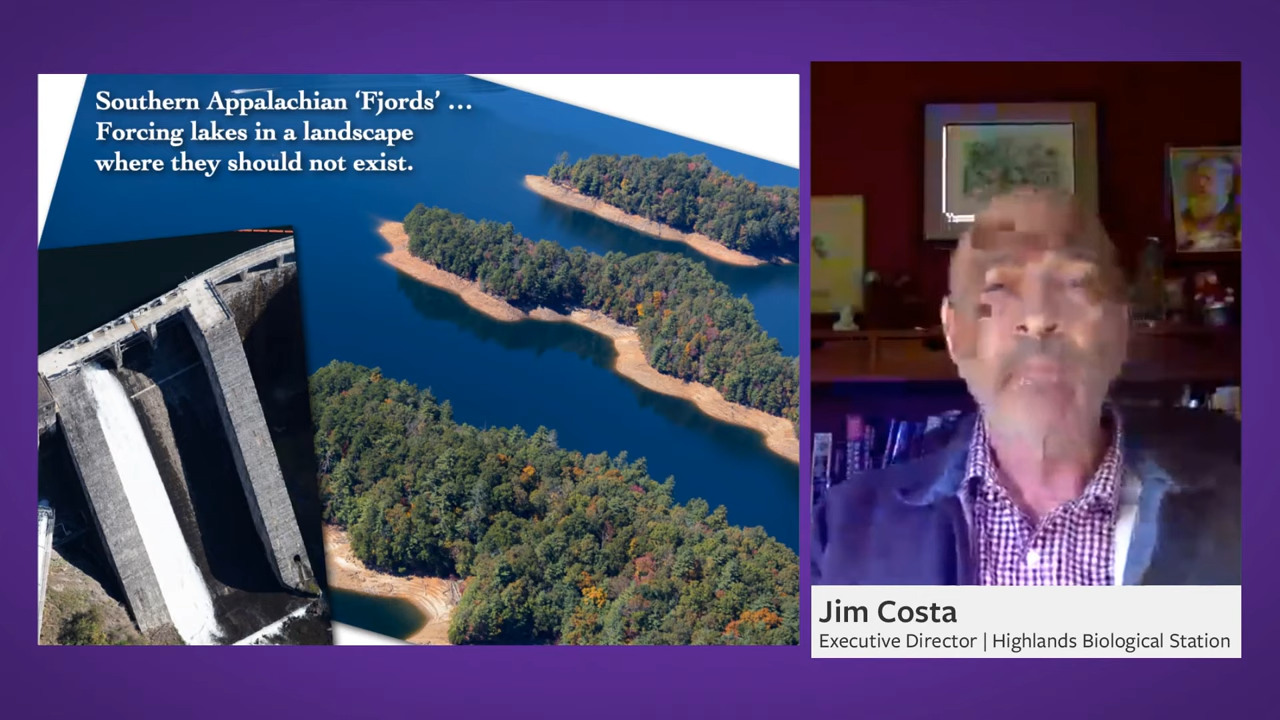 Southern Appalachian ‘Fjords’ …
Forcing lakes in a landscape
where they should not exist.
Jim Costa
Executive Director | Highlands Biological Station